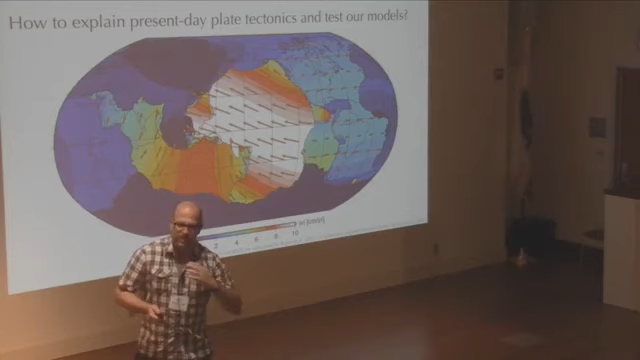 How to explain present-day plate tectonics and test our models?
2 4 6 8 10